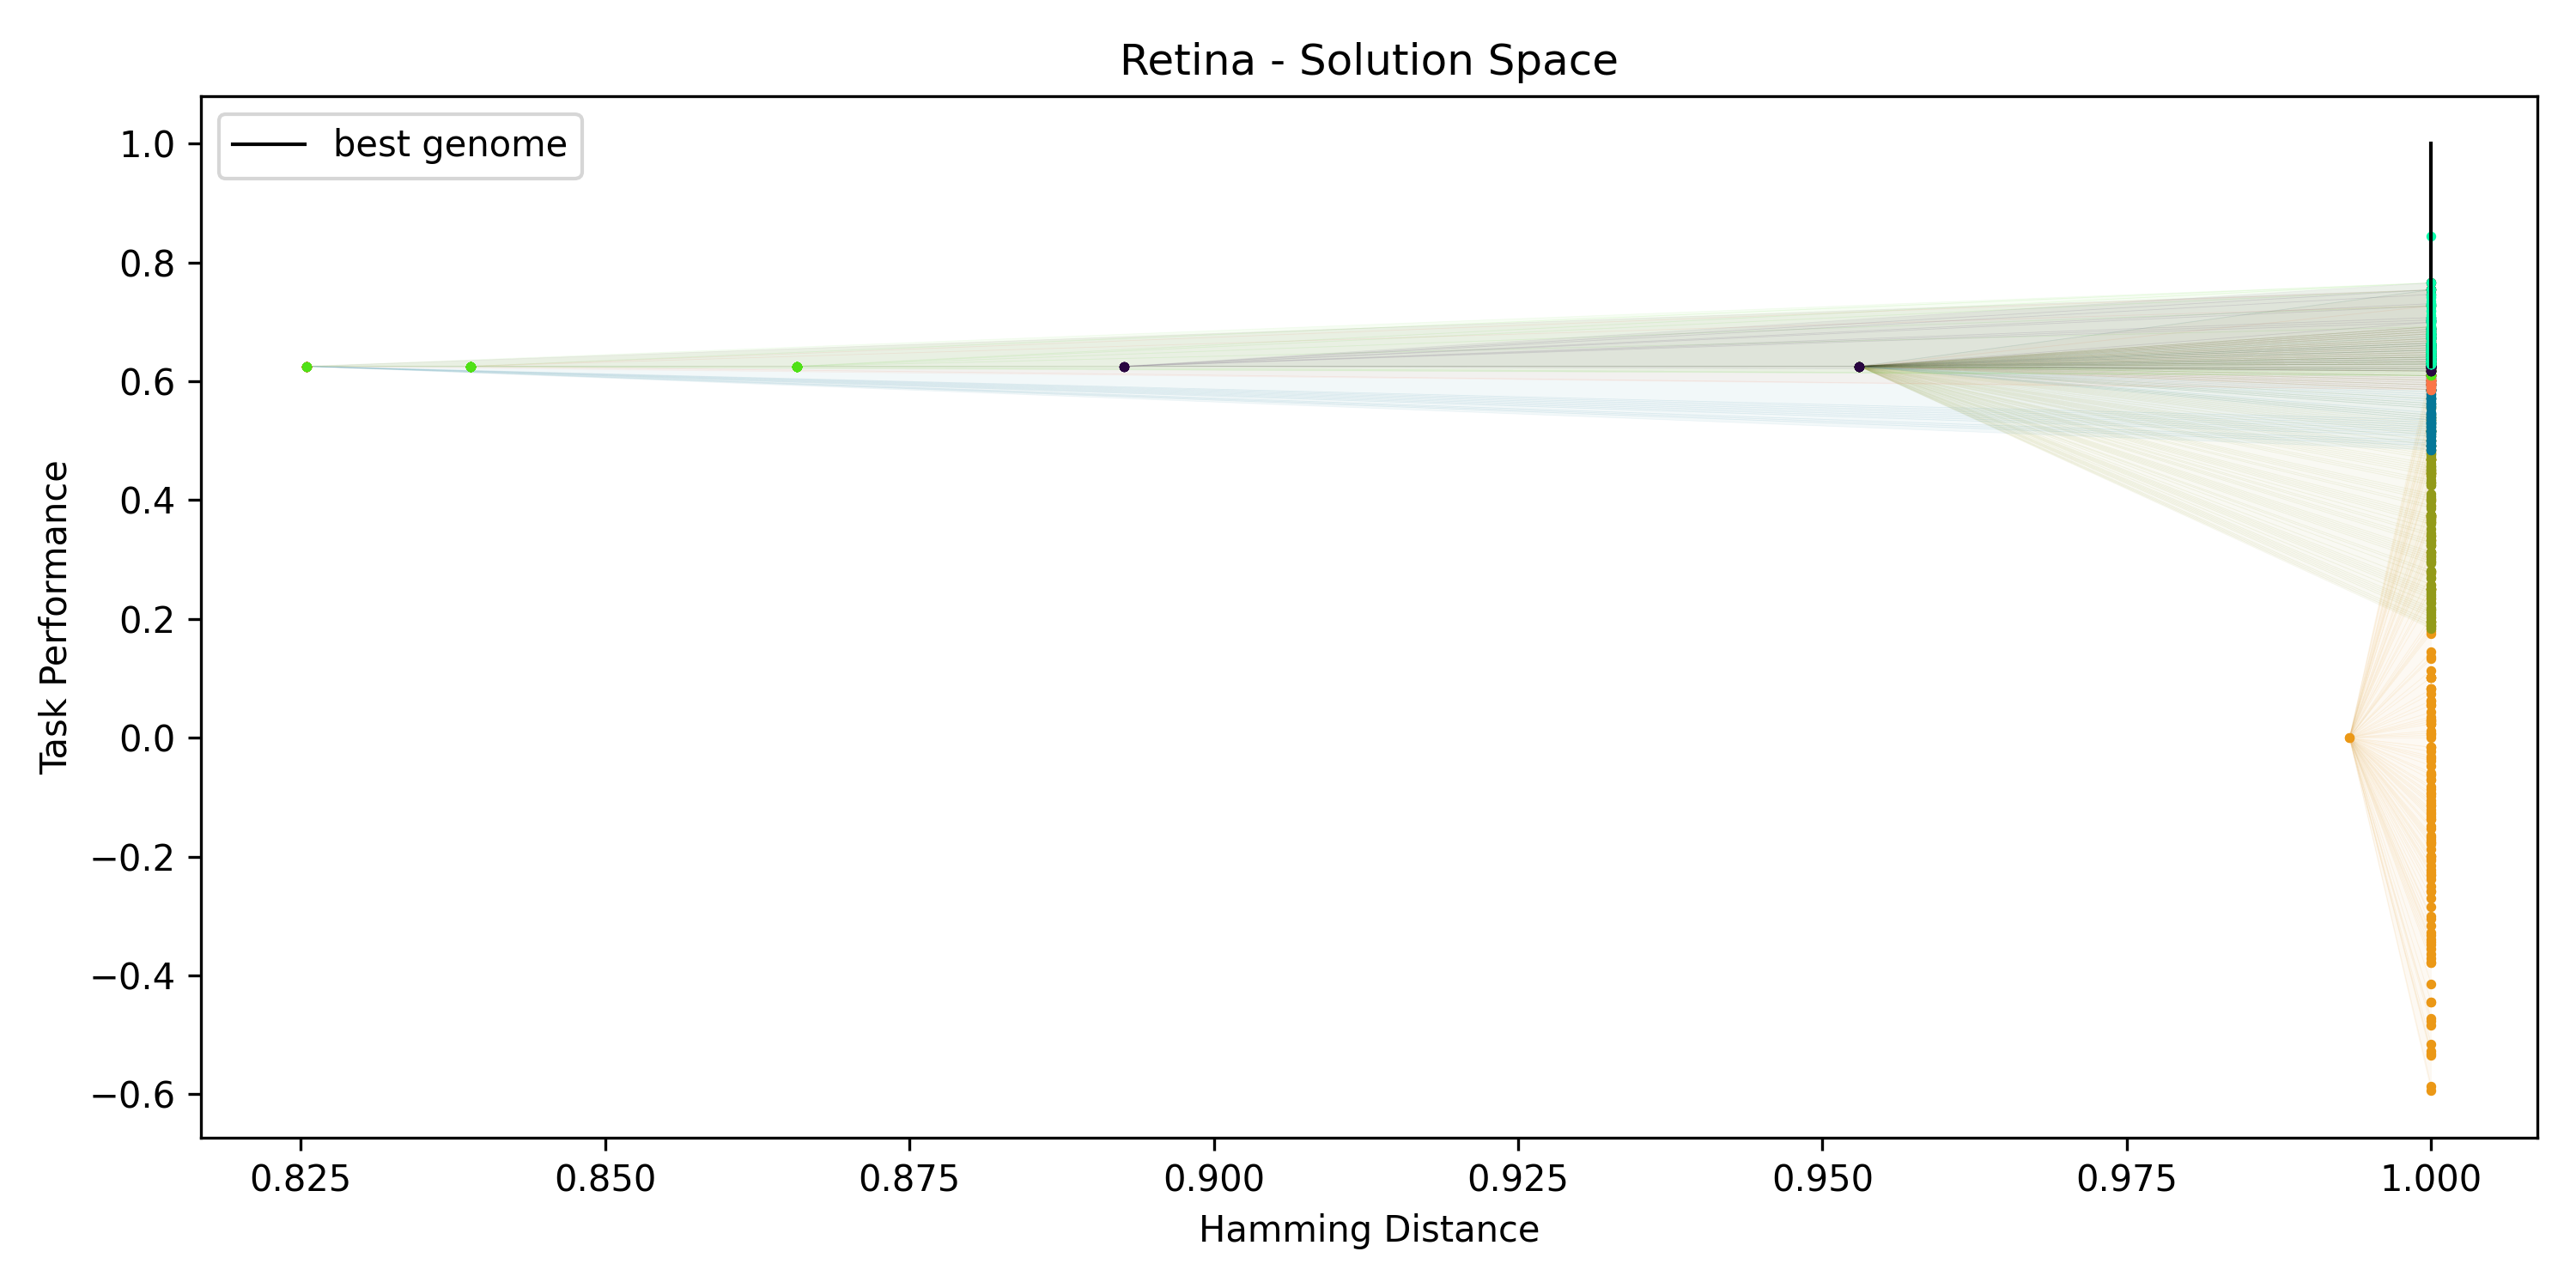 Retina - Solution Space
best genome
Task Performance
1.0
0.8
0.6
0.4
0.2
0.0
−0.2
−0.4
−0.6
0.825 0.850 0.875 0.900 0.925 0.950 0.975 1.000
Hamming Distance